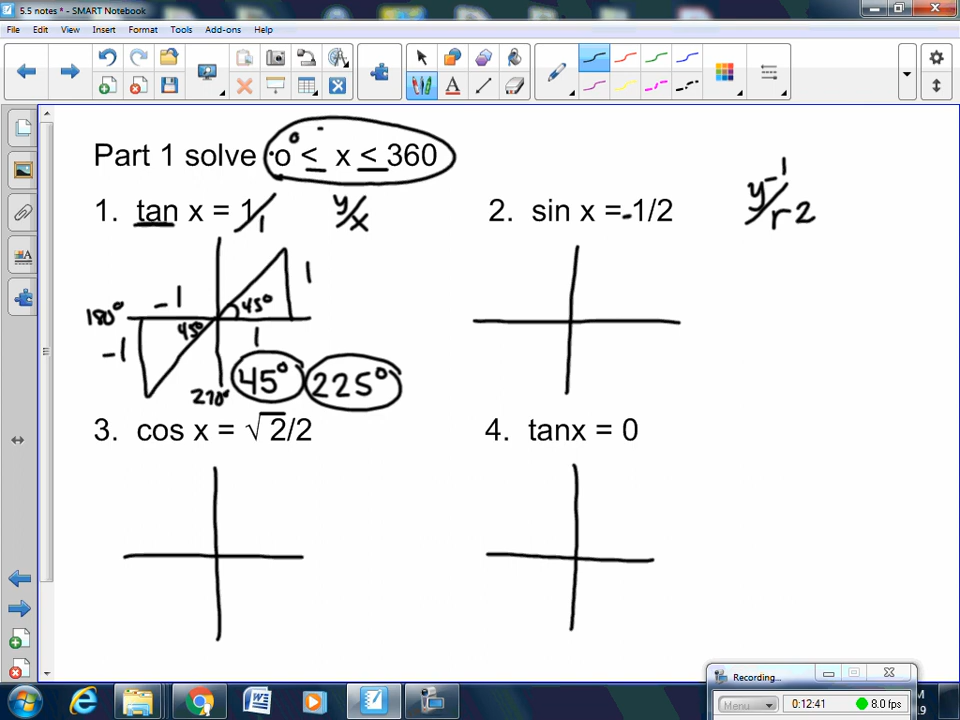 5.5 notes * - SMART Notebook
File Edit View Insert Format Tools Add-ons Help
Part 1 solve o° < x < 360
1. tan x = 1/1 y/x
2. sin x = -1/2 y -1 / r 2
-1 45° 1
180° 45° 1
-1
45° 225°
270°
3. cos x = √2/2
4. tanx = 0
Recording...
Menu 0:12:41 8.0 fps